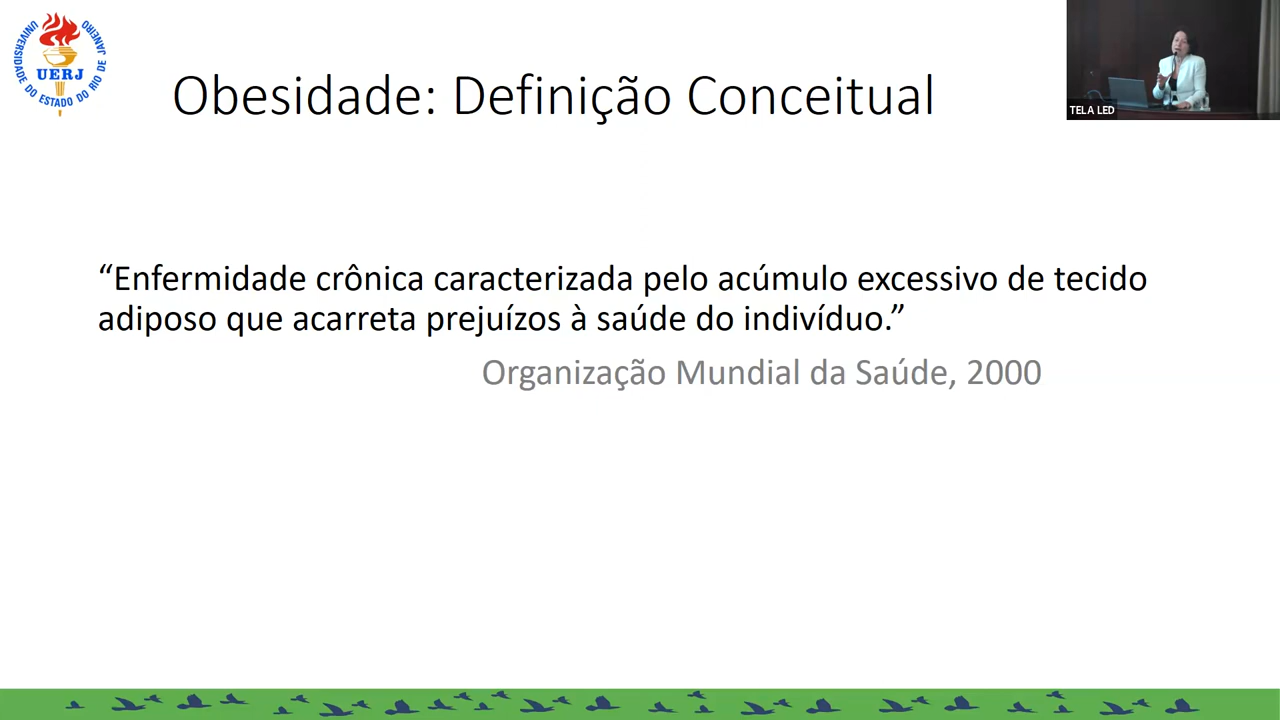 UNIVERSIDADE DO ESTADO DO RIO DE JANEIRO
UERJ
Obesidade: Definição Conceitual
TELA LED
“Enfermidade crônica caracterizada pelo acúmulo excessivo de tecido
adiposo que acarreta prejuízos à saúde do indivíduo.”
Organização Mundial da Saúde, 2000